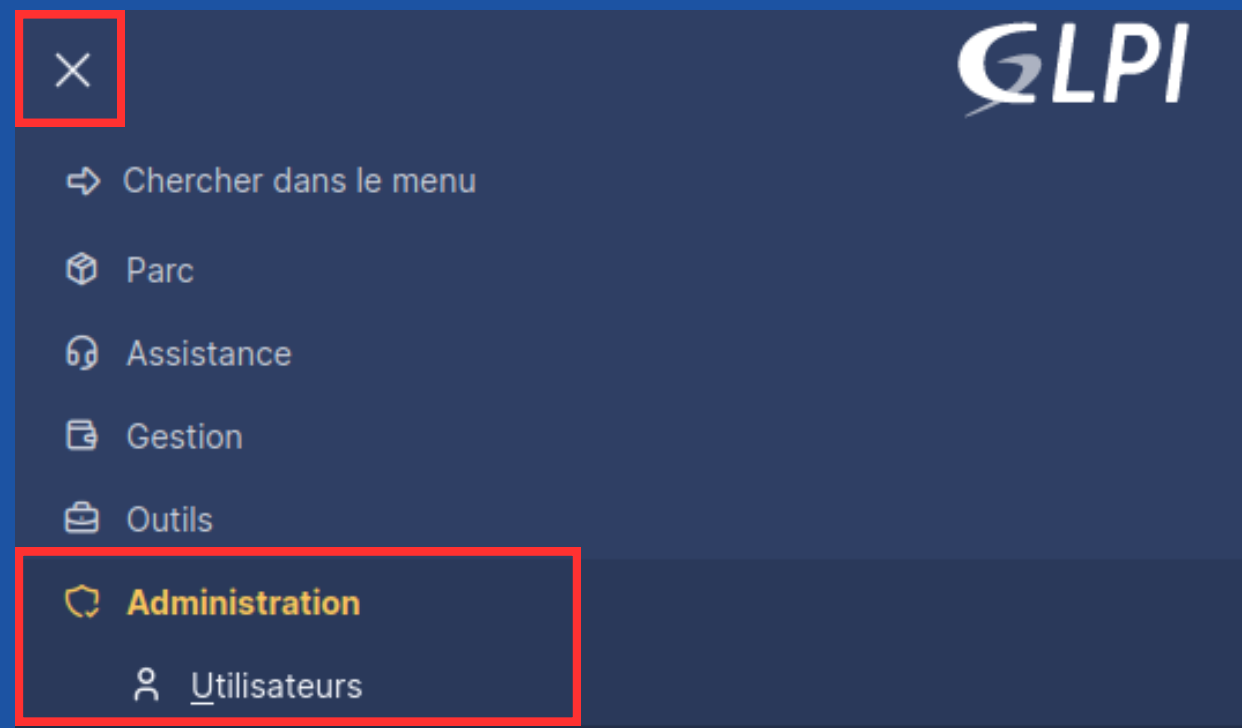 GLPI
Chercher dans le menu
Parc
Assistance
Gestion
Outils
Administration
Utilisateurs